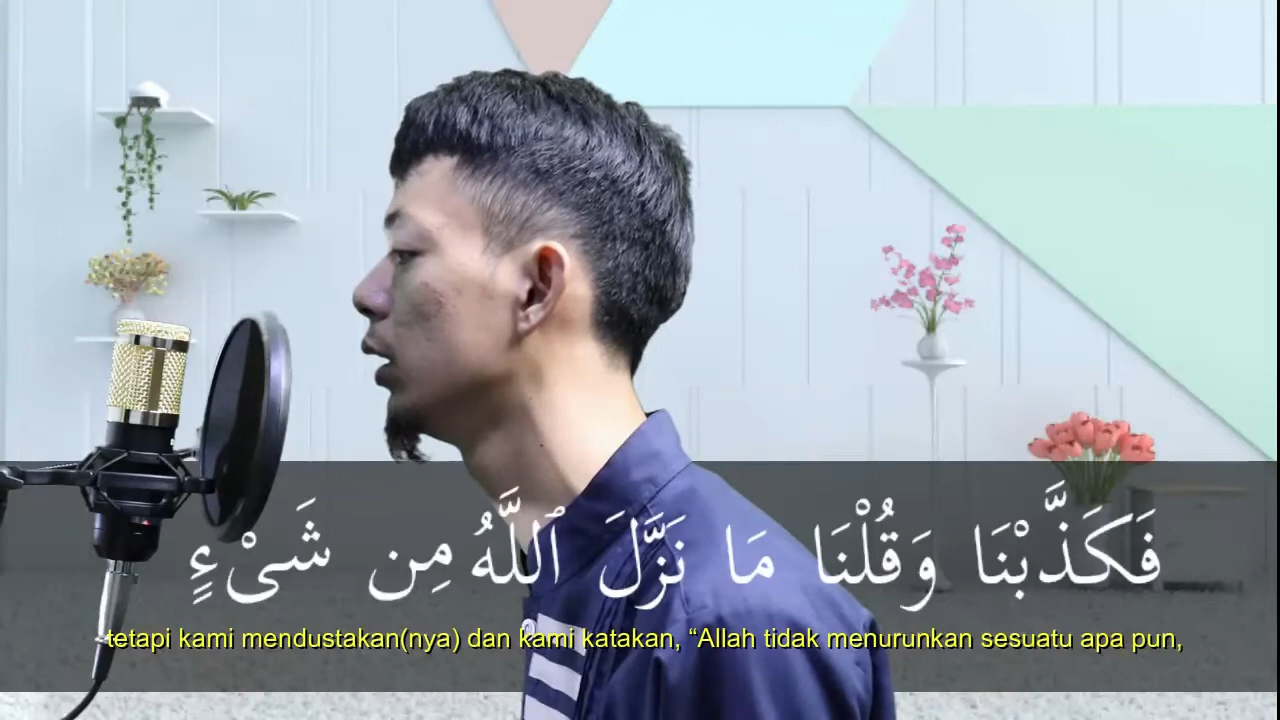 فَكَذَّبْنَا وَقُلْنَا مَا نَزَّلَ ٱللَّهُ مِن شَىْءٍ
tetapi kami mendustakan(nya) dan kami katakan, “Allah tidak menurunkan sesuatu apa pun,